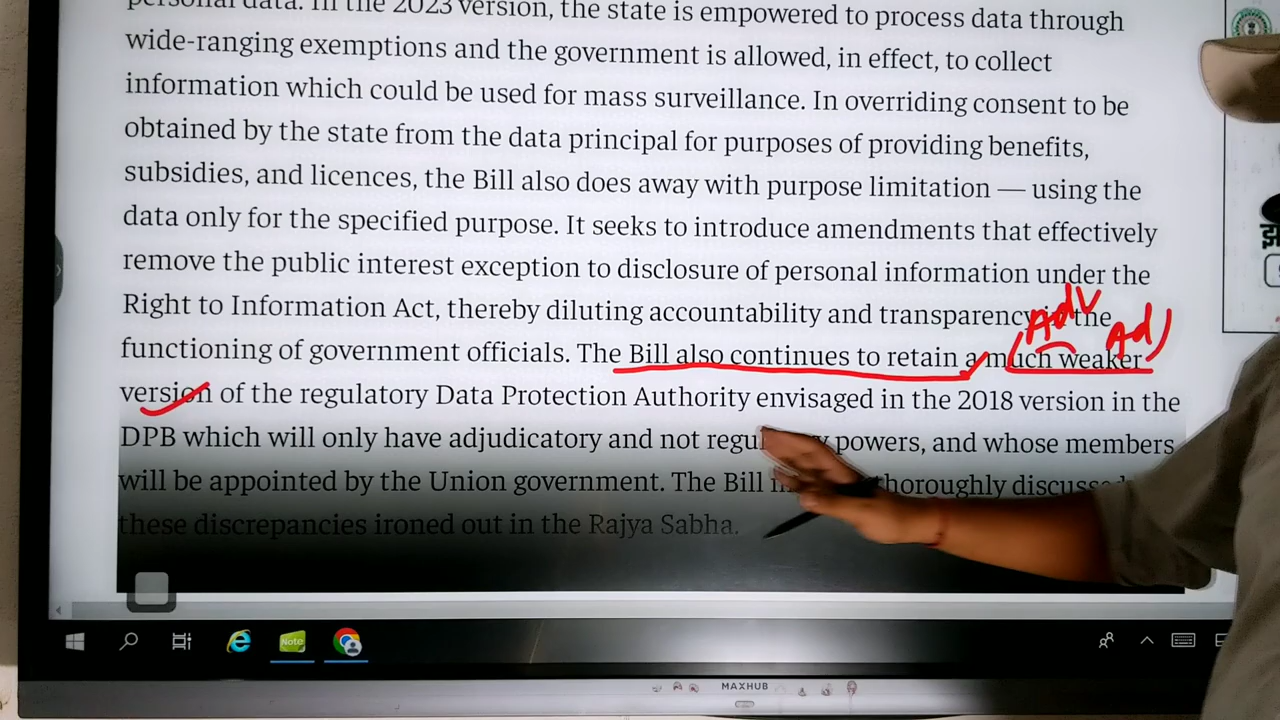 personal data. In the 2023 version, the state is empowered to process data through
wide-ranging exemptions and the government is allowed, in effect, to collect
information which could be used for mass surveillance. In overriding consent to be
obtained by the state from the data principal for purposes of providing benefits,
subsidies, and licences, the Bill also does away with purpose limitation — using the
data only for the specified purpose. It seeks to introduce amendments that effectively
remove the public interest exception to disclosure of personal information under the
Right to Information Act, thereby diluting accountability and transparency the
Adv
Adj
functioning of government officials. The Bill also continues to retain a much weaker
version of the regulatory Data Protection Authority envisaged in the 2018 version in the
DPB which will only have adjudicatory and not powers, and whose members
will be appointed by the Union government. The Bill thoroughly discussed
these discrepancies ironed out in the Rajya Sabha.
Note
MAXHUB